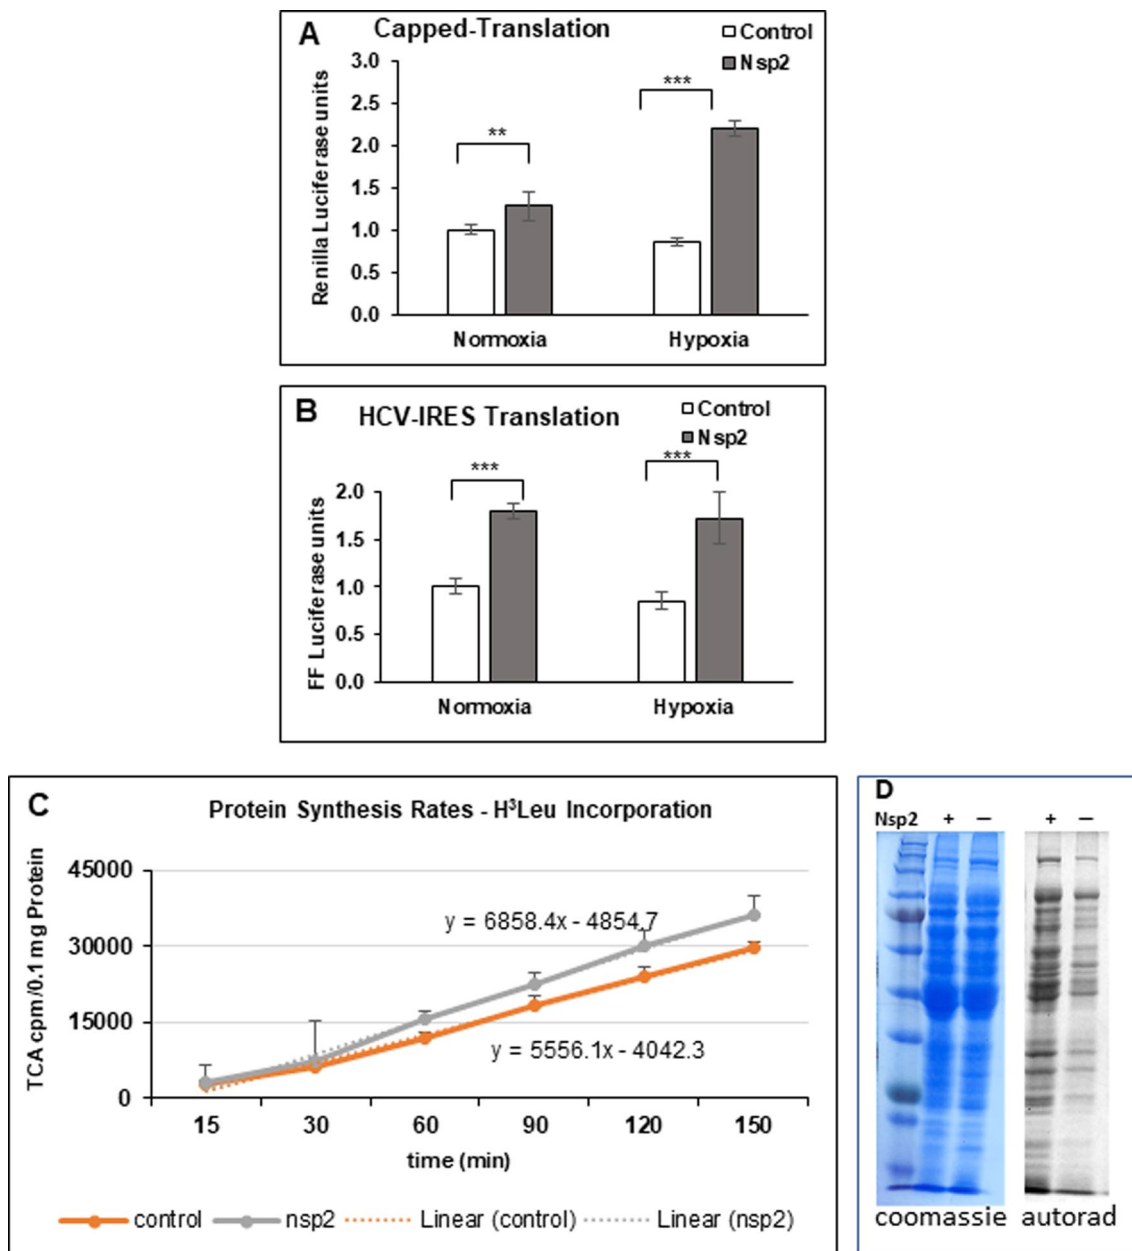 A
Capped-Translation
Control
Nsp2
Renilla Luciferase units
3.0
2.5
2.0
1.5
1.0
0.5
0.0
**
***
Normoxia
Hypoxia
B
HCV-IRES Translation
Control
Nsp2
FF Luciferase units
2.0
1.5
1.0
0.5
0.0
***
***
Normoxia
Hypoxia
C
Protein Synthesis Rates - H³Leu Incorporation
TCA cpm/0.1 mg Protein
45000
30000
15000
0
y = 6858.4x - 4854.7
y = 5556.1x - 4042.3
15 30 60 90 120 150
time (min)
control nsp2 Linear (control) Linear (nsp2)
D
Nsp2 + − + −
coomassie autorad